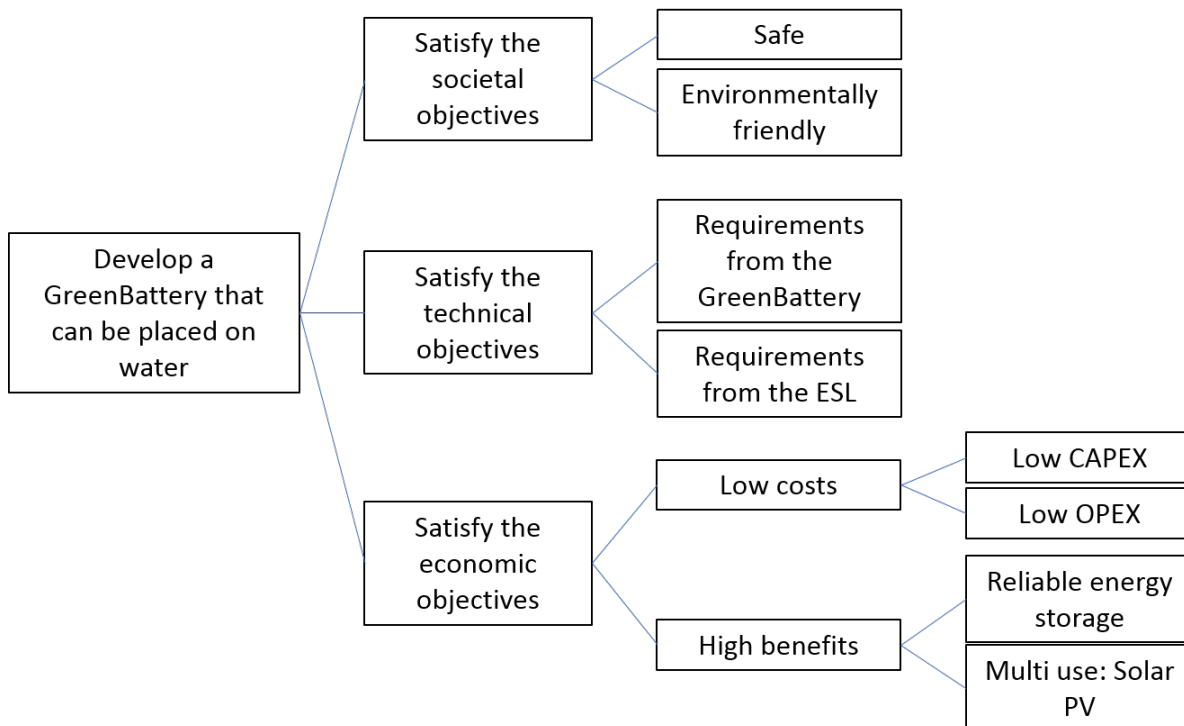 Develop a
GreenBattery that
can be placed on
water
Satisfy the
societal
objectives
Safe
Environmentally
friendly
Satisfy the
technical
objectives
Requirements
from the
GreenBattery
Requirements
from the ESL
Satisfy the
economic
objectives
Low costs
Low CAPEX
Low OPEX
High benefits
Reliable energy
storage
Multi use: Solar
PV